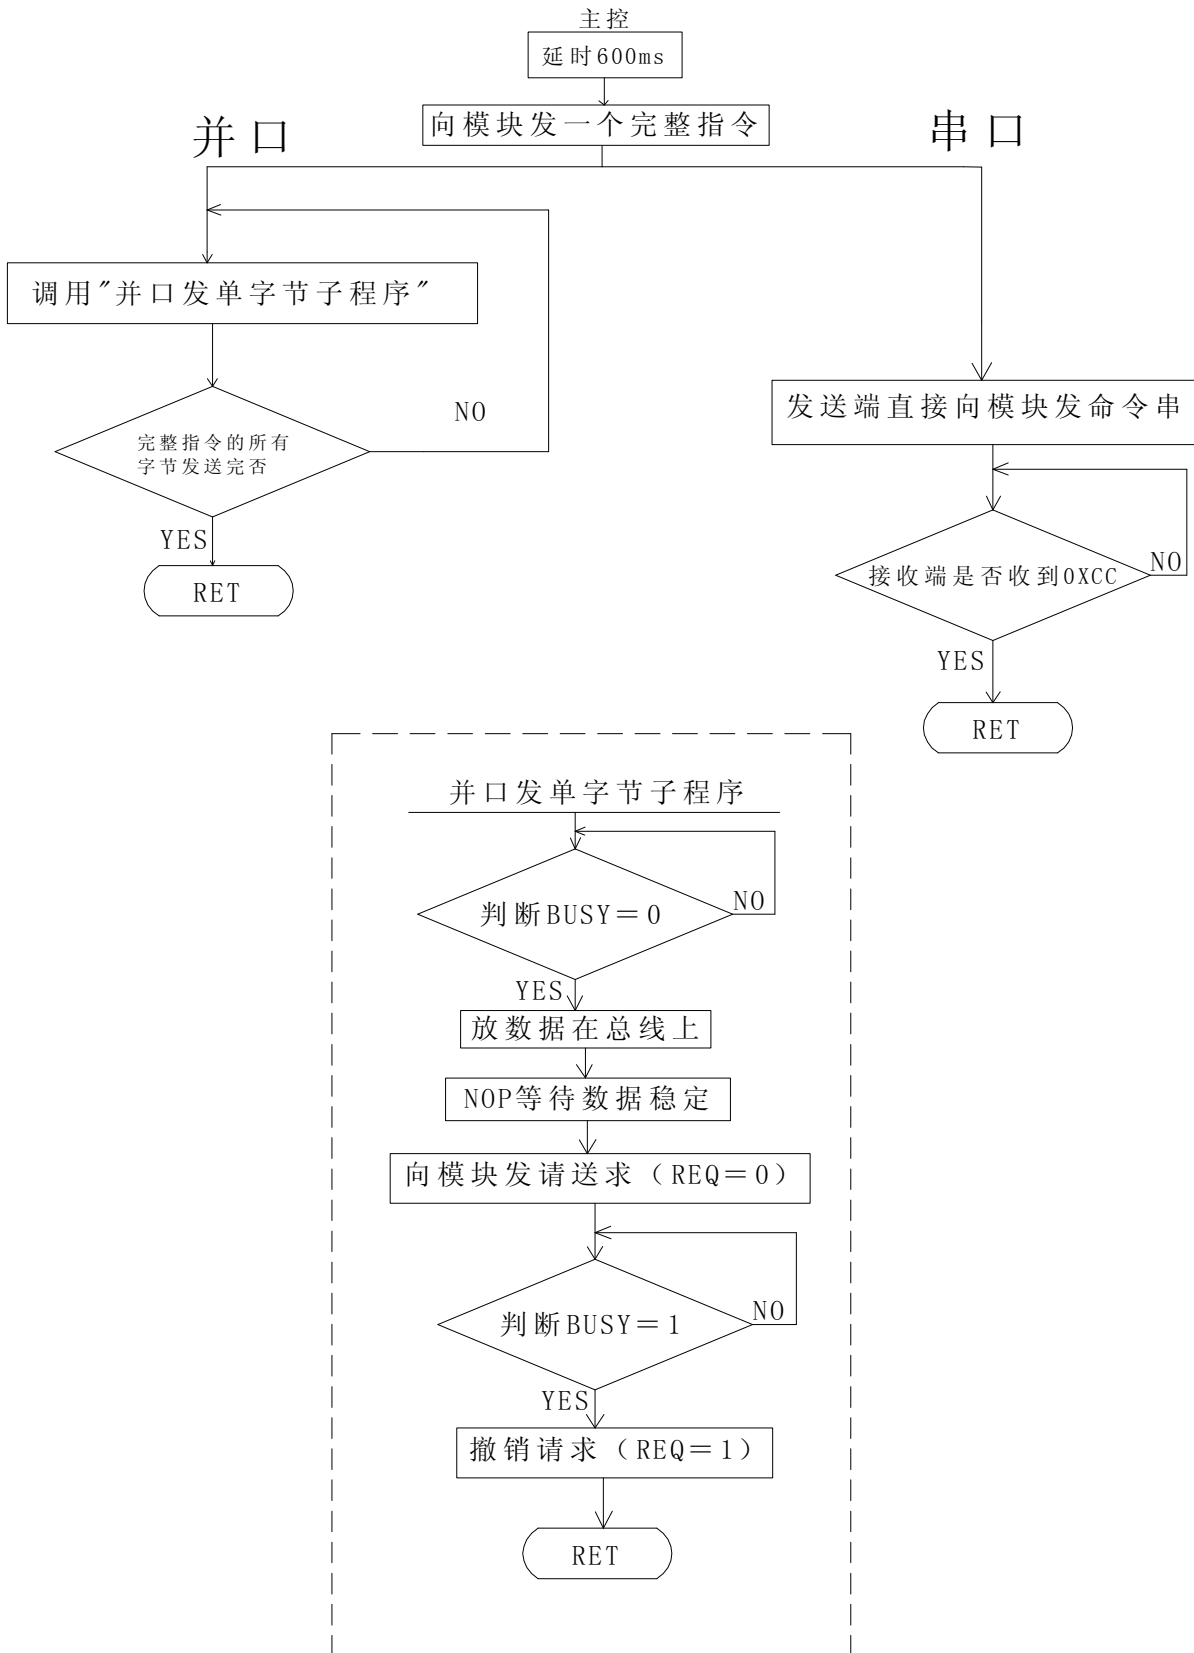 主控
延时600ms
向模块发一个完整指令
并口
串口
调用"并口发单字节子程序"
完整指令的所有
字节发送完否
NO
YES
RET
发送端直接向模块发命令串
接收端是否收到0XCC
NO
YES
RET
并口发单字节子程序
判断BUSY＝0
NO
YES
放数据在总线上
NOP等待数据稳定
向模块发请送求（REQ＝0）
判断BUSY＝1
NO
YES
撤销请求（REQ＝1）
RET